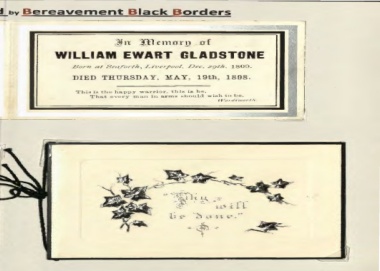 by Bereavement Black Borders
In Memory of
WILLIAM EWART GLADSTONE
Born at Seaforth, Liverpool, Dec. 29th, 1809.
DIED THURSDAY, MAY, 19th, 1898.
This is the happy warrior, this is he,
That every man in arms should wish to be.
(Wordsworth
"Thy
will
be done."